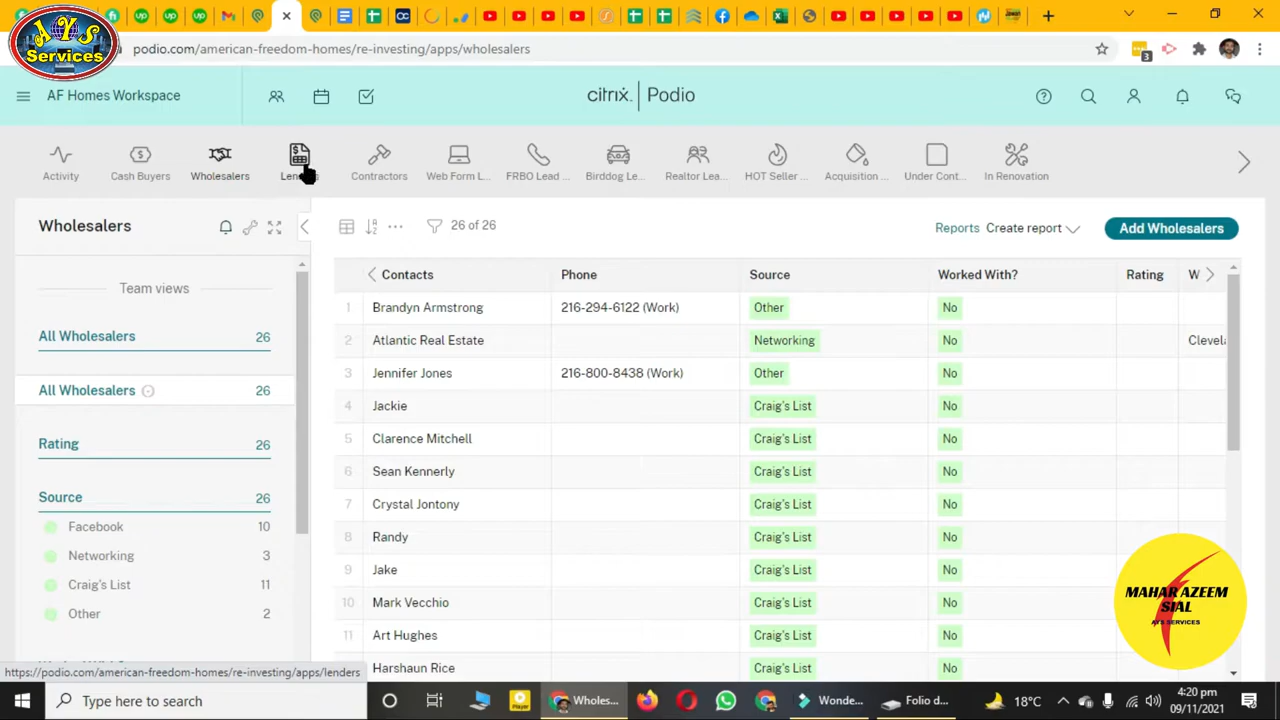 podio.com/american-freedom-homes/re-investing/apps/wholesalers
3
AYS
Services
AF Homes Workspace
citrix. | Podio
Activity
Cash Buyers
Wholesalers
Contractors
Web Form L...
FRBO Lead ...
Birddog Le...
Realtor Lea...
HOT Seller ...
Acquisition ...
Under Cont...
In Renovation
Wholesalers
26 of 26
Reports Create report
Add Wholesalers
Team views
All Wholesalers 26
All Wholesalers 26
Rating 26
Source 26
Facebook 10
Networking 3
Craig's List 11
Other 2
Contacts Phone Source Worked With? Rating W
1 Brandyn Armstrong 216-294-6122 (Work) Other No
2 Atlantic Real Estate Networking No
3 Jennifer Jones 216-800-8438 (Work) Other No
4 Jackie Craig's List No
5 Clarence Mitchell Craig's List No
6 Sean Kennerly Craig's List No
7 Crystal Jontony Craig's List No
8 Randy Craig's List No
9 Jake Craig's List No
10 Mark Vecchio Craig's List No
11 Art Hughes Craig's List No
Harshaun Rice Craig's List No
MAHAR AZEEM
SIAL
AYS SERVICES
https://podio.com/american-freedom-homes/re-investing/apps/lenders
Type here to search
Player
Wholes...
Wonde...
Folio d...
18°C
4:20 pm
09/11/2021